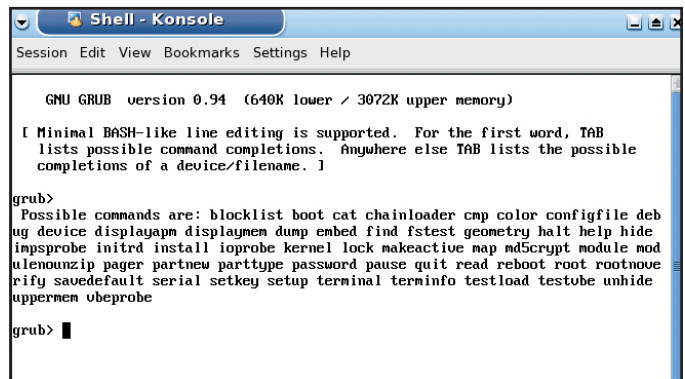 Shell - Konsole
Session Edit View Bookmarks Settings Help
GNU GRUB version 0.94 (640K lower / 3072K upper memory)
[ Minimal BASH-like line editing is supported. For the first word, TAB
lists possible command completions. Anywhere else TAB lists the possible
completions of a device/filename. ]
grub>
Possible commands are: blocklist boot cat chainloader cmp color configfile deb
ug device displayapm displaymem dump embed find fstest geometry halt help hide
impsprobe initrd install ioprobe kernel lock makeactive map md5crypt module mod
ulenounzip pager partnew parttype password pause quit read reboot root rootnove
rify savedefault serial setkey setup terminal terminfo testload testvbe unhide
uppermem vbeprobe
grub>